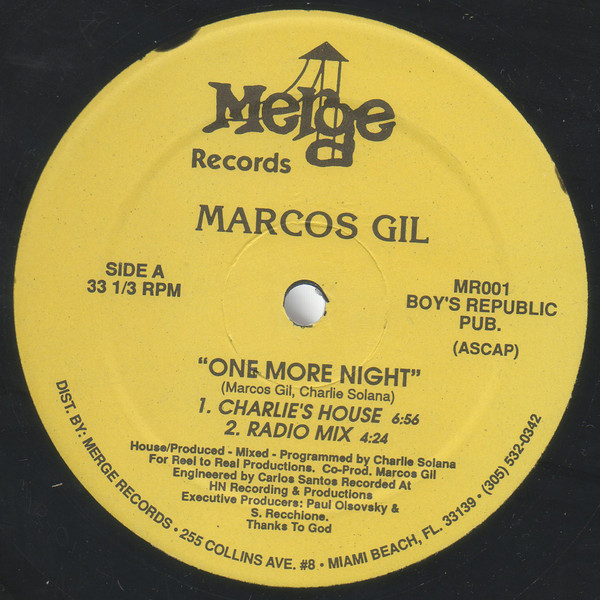 Merge
Records
MARCOS GIL
SIDE A
33 1/3 RPM
MR001
BOY'S REPUBLIC
PUB.
(ASCAP)
"ONE MORE NIGHT"
(Marcos Gil, Charlie Solana)
1. CHARLIE'S HOUSE 6:56
2. RADIO MIX 4:24
House/Produced - Mixed - Programmed by Charlie Solana
For Reel to Real Productions. Co-Prod. Marcos Gil
Engineered by Carlos Santos Recorded At
HN Recording & Productions
Executive Producers: Paul Olsovsky &
S. Recchione.
Thanks To God
DIST. BY: MERGE RECORDS • 255 COLLINS AVE. #8 • MIAMI BEACH, FL. 33139 • (305) 532-0342